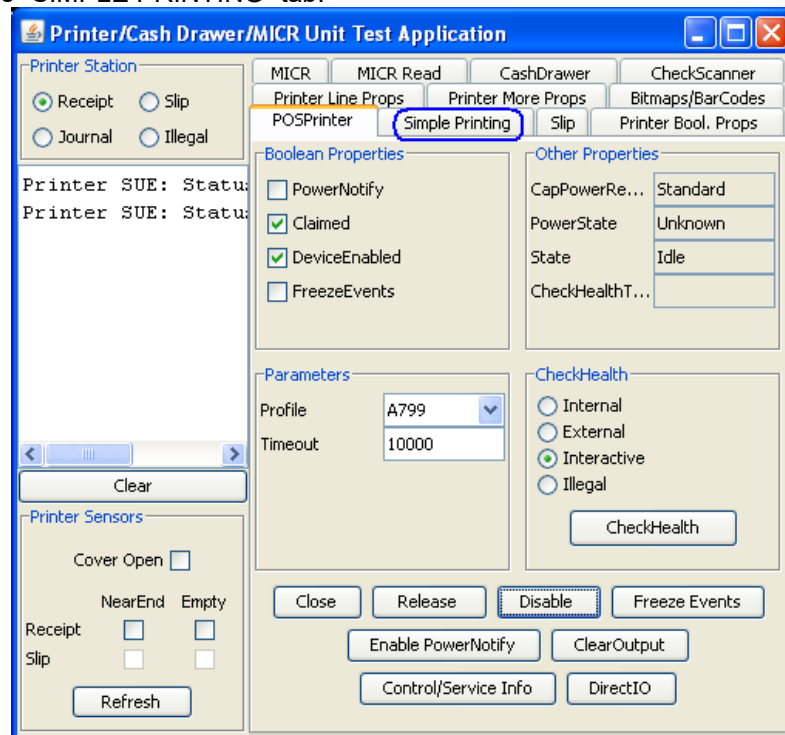 SIMPLE PRINTING tab.
Printer/Cash Drawer/MICR Unit Test Application
Printer Station
Receipt Slip
Journal Illegal
Printer SUE: Statu
Printer SUE: Statu
Clear
Printer Sensors
Cover Open
NearEnd Empty
Receipt
Slip
Refresh
MICR MICR Read CashDrawer CheckScanner
Printer Line Props Printer More Props Bitmaps/BarCodes
POSPrinter Simple Printing Slip Printer Bool. Props
Boolean Properties
PowerNotify
Claimed
DeviceEnabled
FreezeEvents
Other Properties
CapPowerRe... Standard
PowerState Unknown
State Idle
CheckHealthT...
Parameters
Profile A799
Timeout 10000
CheckHealth
Internal
External
Interactive
Illegal
CheckHealth
Close Release Disable Freeze Events
Enable PowerNotify ClearOutput
Control/Service Info DirectIO